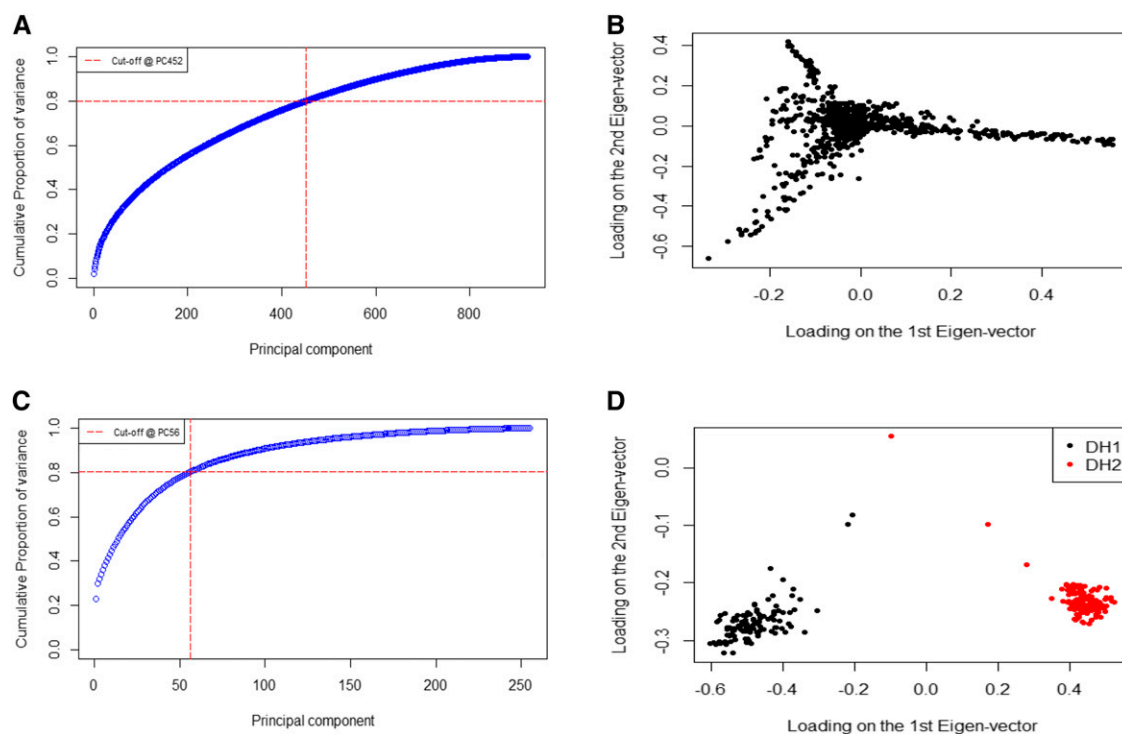 A
Cut-off @ PC452
Cumulative Proportion of variance
0.0 0.2 0.4 0.6 0.8 1.0
0 200 400 600 800
Principal component
B
Loading on the 2nd Eigen-vector
-0.6 -0.4 -0.2 0.0 0.2 0.4
-0.2 0.0 0.2 0.4
Loading on the 1st Eigen-vector
C
Cut-off @ PC56
Cumulative Proportion of variance
0.0 0.2 0.4 0.6 0.8 1.0
0 50 100 150 200 250
Principal component
D
DH1
DH2
Loading on the 2nd Eigen-vector
-0.3 -0.2 -0.1 0.0
-0.6 -0.4 -0.2 0.0 0.2 0.4
Loading on the 1st Eigen-vector